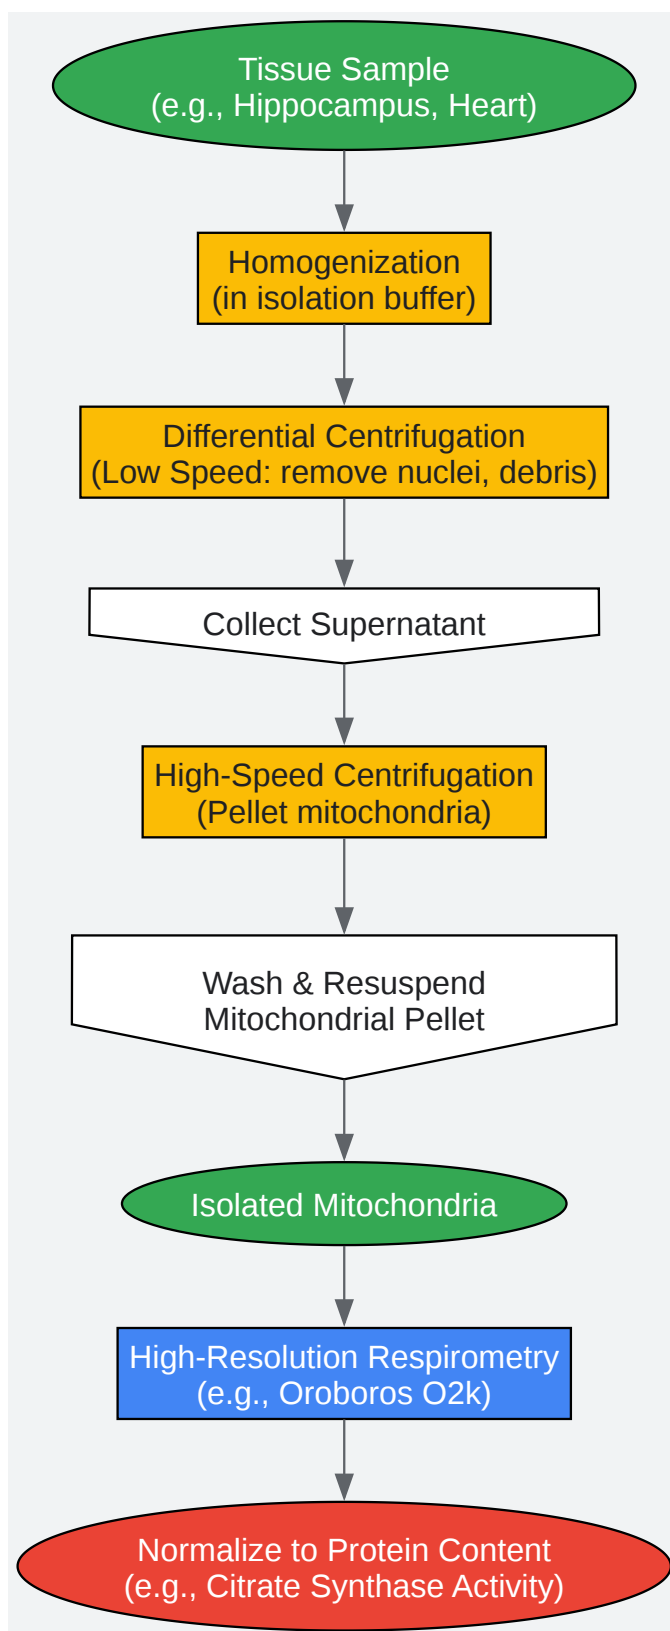 Tissue Sample
(e.g., Hippocampus, Heart)
Homogenization
(in isolation buffer)
Differential Centrifugation
(Low Speed: remove nuclei, debris)
Collect Supernatant
High-Speed Centrifugation
(Pellet mitochondria)
Wash & Resuspend
Mitochondrial Pellet
Isolated Mitochondria
High-Resolution Respirometry
(e.g., Oroboros O2k)
Normalize to Protein Content
(e.g., Citrate Synthase Activity)